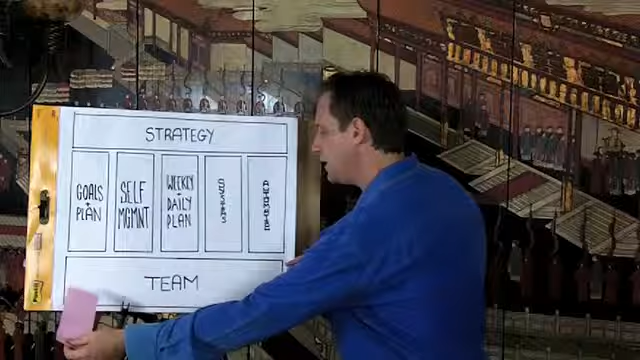 STRATEGY
GOALS
+
PLAN
SELF
MGMNT
WEEKLY
+
DAILY
PLAN
TEAM